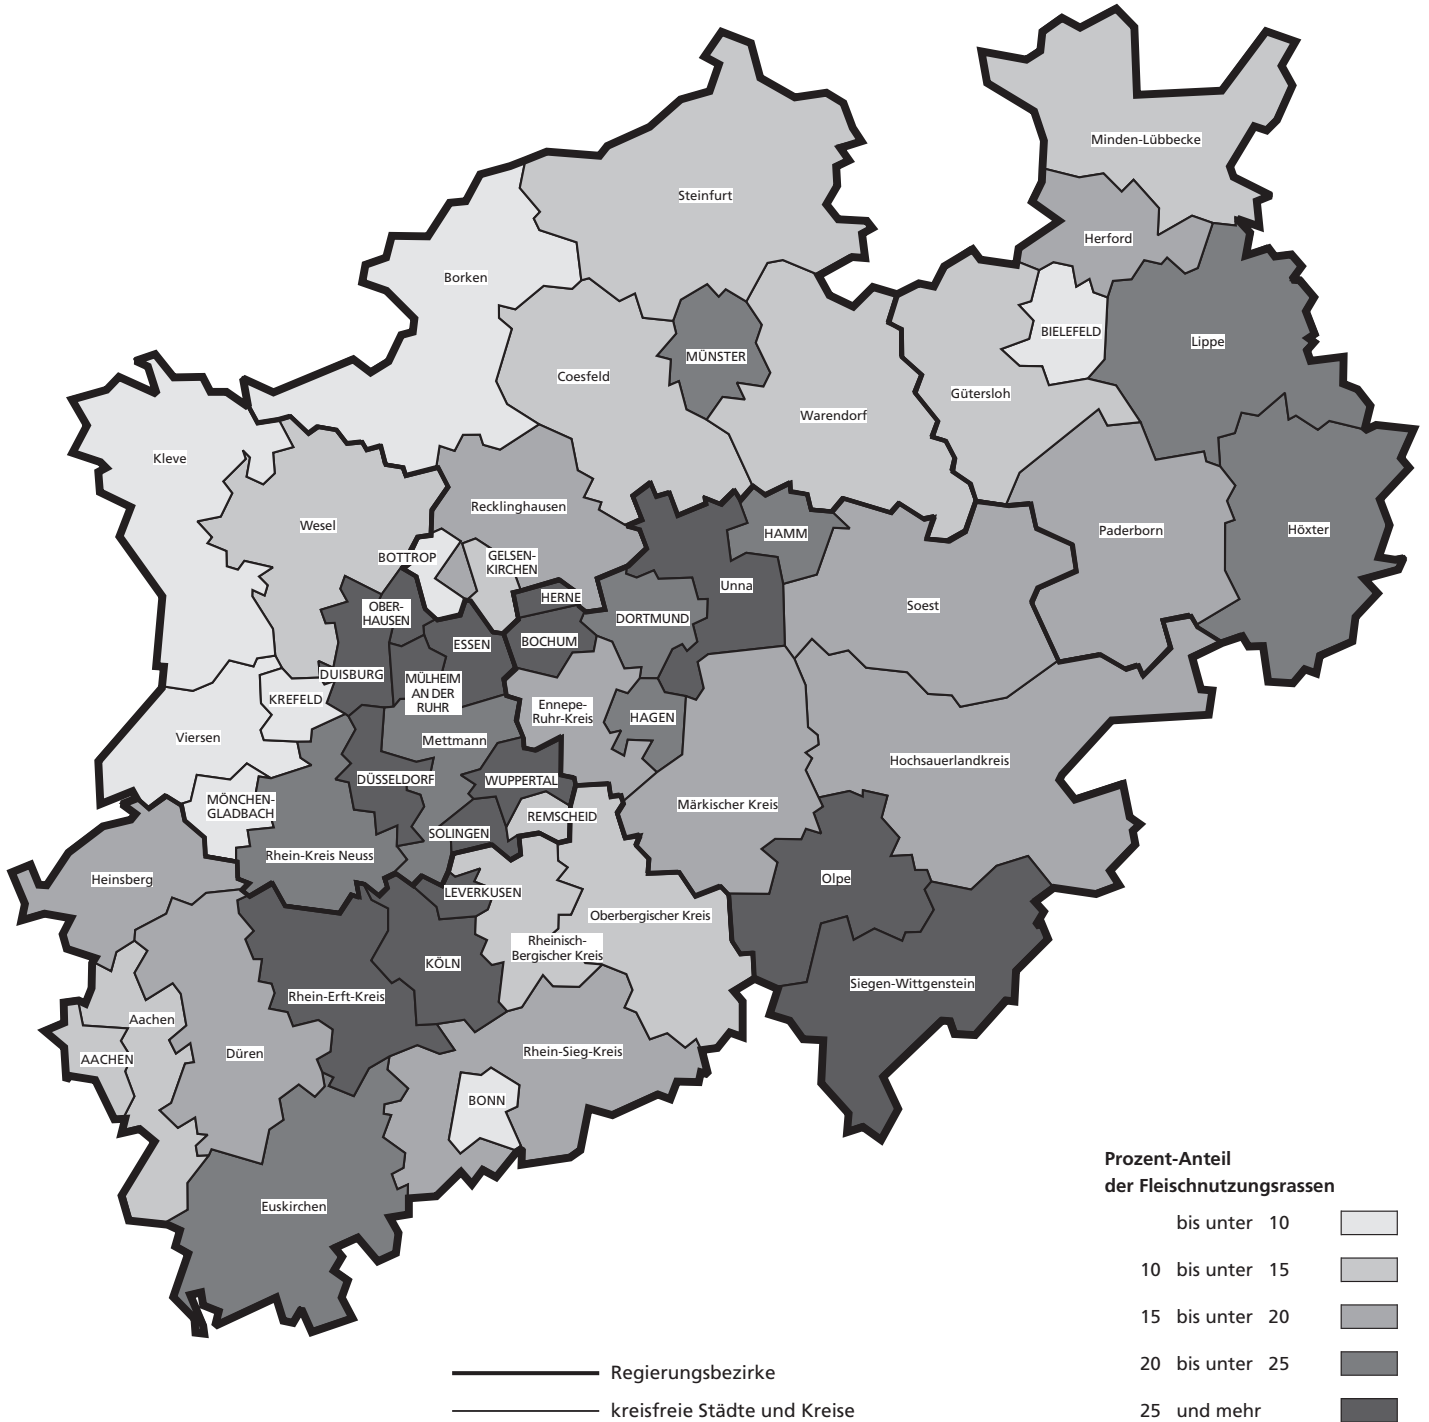 Minden-Lübbecke
Steinfurt
Herford
Borken
BIELEFELD
Lippe
MÜNSTER
Coesfeld
Gütersloh
Warendorf
Kleve
Recklinghausen
Wesel
Paderborn
Höxter
HAMM
BOTTROP
GELSEN-
KIRCHEN
Unna
HERNE
Soest
OBER-
HAUSEN
DORTMUND
ESSEN
BOCHUM
DUISBURG
MÜLHEIM
AN DER
RUHR
KREFELD
Ennepe-
Ruhr-Kreis
HAGEN
Viersen
Mettmann
Hochsauerlandkreis
DÜSSELDORF
WUPPERTAL
MÖNCHEN-
GLADBACH
Märkischer Kreis
REMSCHEID
SOLINGEN
Rhein-Kreis Neuss
Heinsberg
Olpe
LEVERKUSEN
Oberbergischer Kreis
Rheinisch-
Bergischer Kreis
KÖLN
Siegen-Wittgenstein
Rhein-Erft-Kreis
Aachen
AACHEN
Düren
Rhein-Sieg-Kreis
BONN
Euskirchen
Prozent-Anteil
der Fleischnutzungsrassen
bis unter 10
10 bis unter 15
15 bis unter 20
20 bis unter 25
25 und mehr
Regierungsbezirke
kreisfreie Städte und Kreise